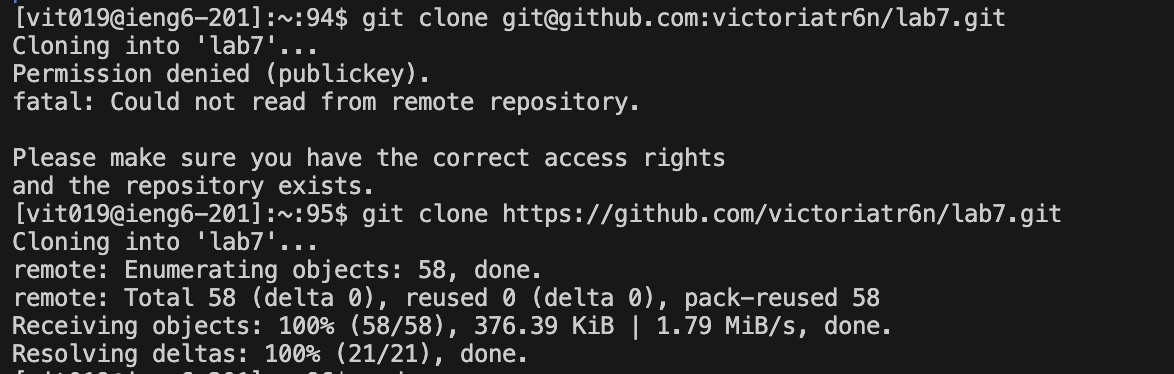 [vit019@ieng6-201]:~:94$ git clone git@github.com:victoriatr6n/lab7.git
Cloning into 'lab7'...
Permission denied (publickey).
fatal: Could not read from remote repository.

Please make sure you have the correct access rights
and the repository exists.
[vit019@ieng6-201]:~:95$ git clone https://github.com/victoriatr6n/lab7.git
Cloning into 'lab7'...
remote: Enumerating objects: 58, done.
remote: Total 58 (delta 0), reused 0 (delta 0), pack-reused 58
Receiving objects: 100% (58/58), 376.39 KiB | 1.79 MiB/s, done.
Resolving deltas: 100% (21/21), done.